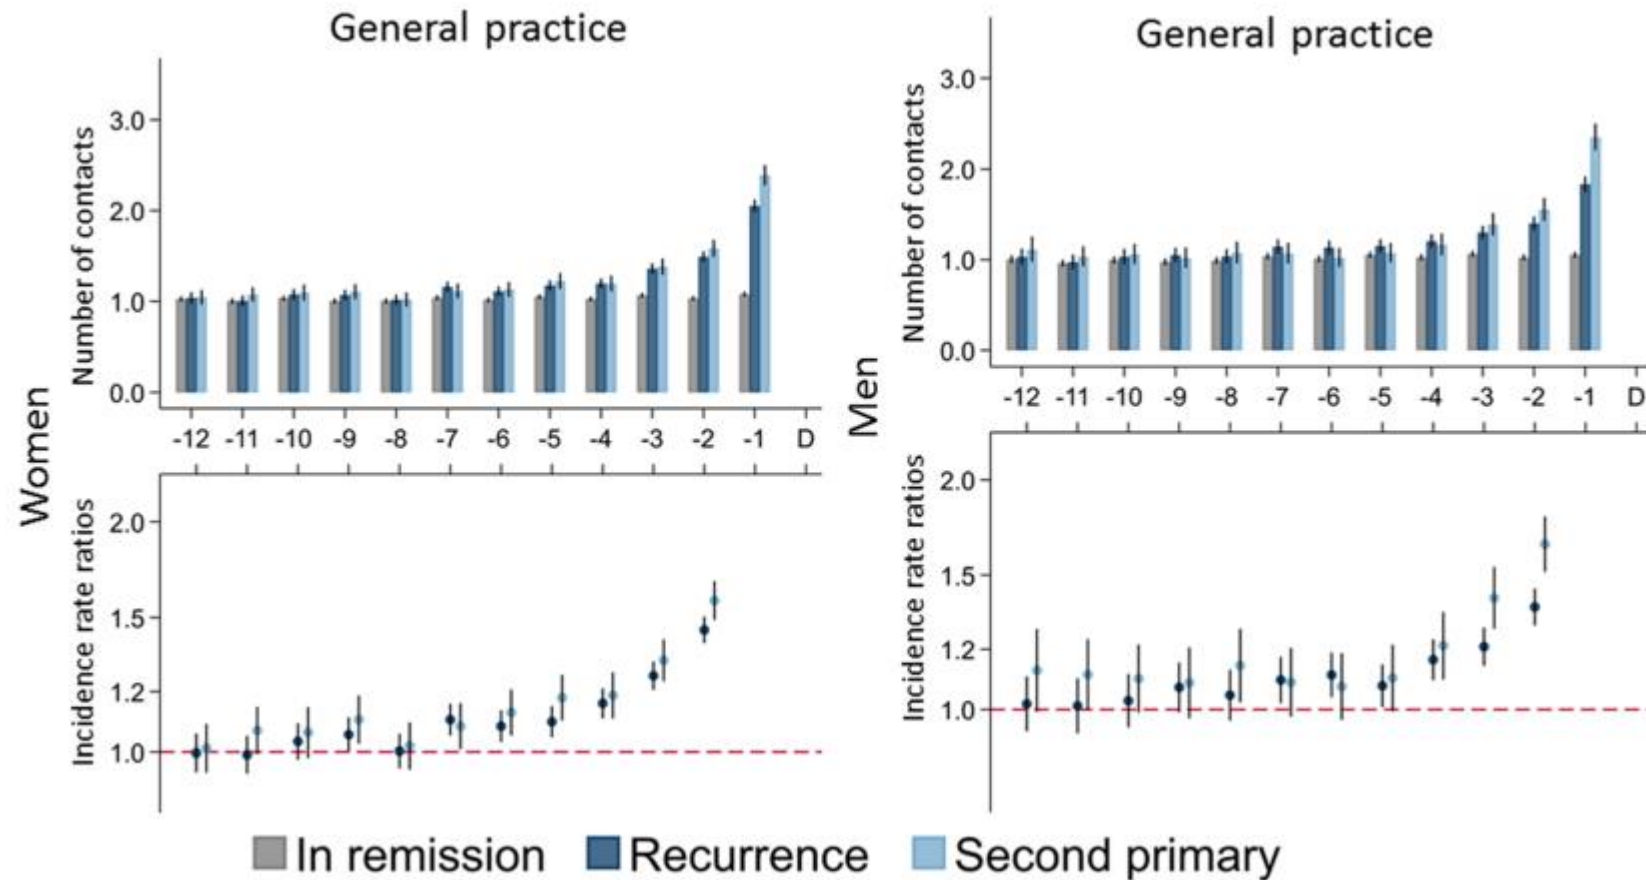 General practice
General practice
Women
Number of contacts
3.0
2.0
1.0
0.0
-12 -11 -10 -9 -8 -7 -6 -5 -4 -3 -2 -1 D
Incidence rate ratios
2.0
1.5
1.2
1.0
Men
Number of contacts
3.0
2.0
1.0
0.0
-12 -11 -10 -9 -8 -7 -6 -5 -4 -3 -2 -1 D
Incidence rate ratios
2.0
1.5
1.2
1.0
In remission Recurrence Second primary